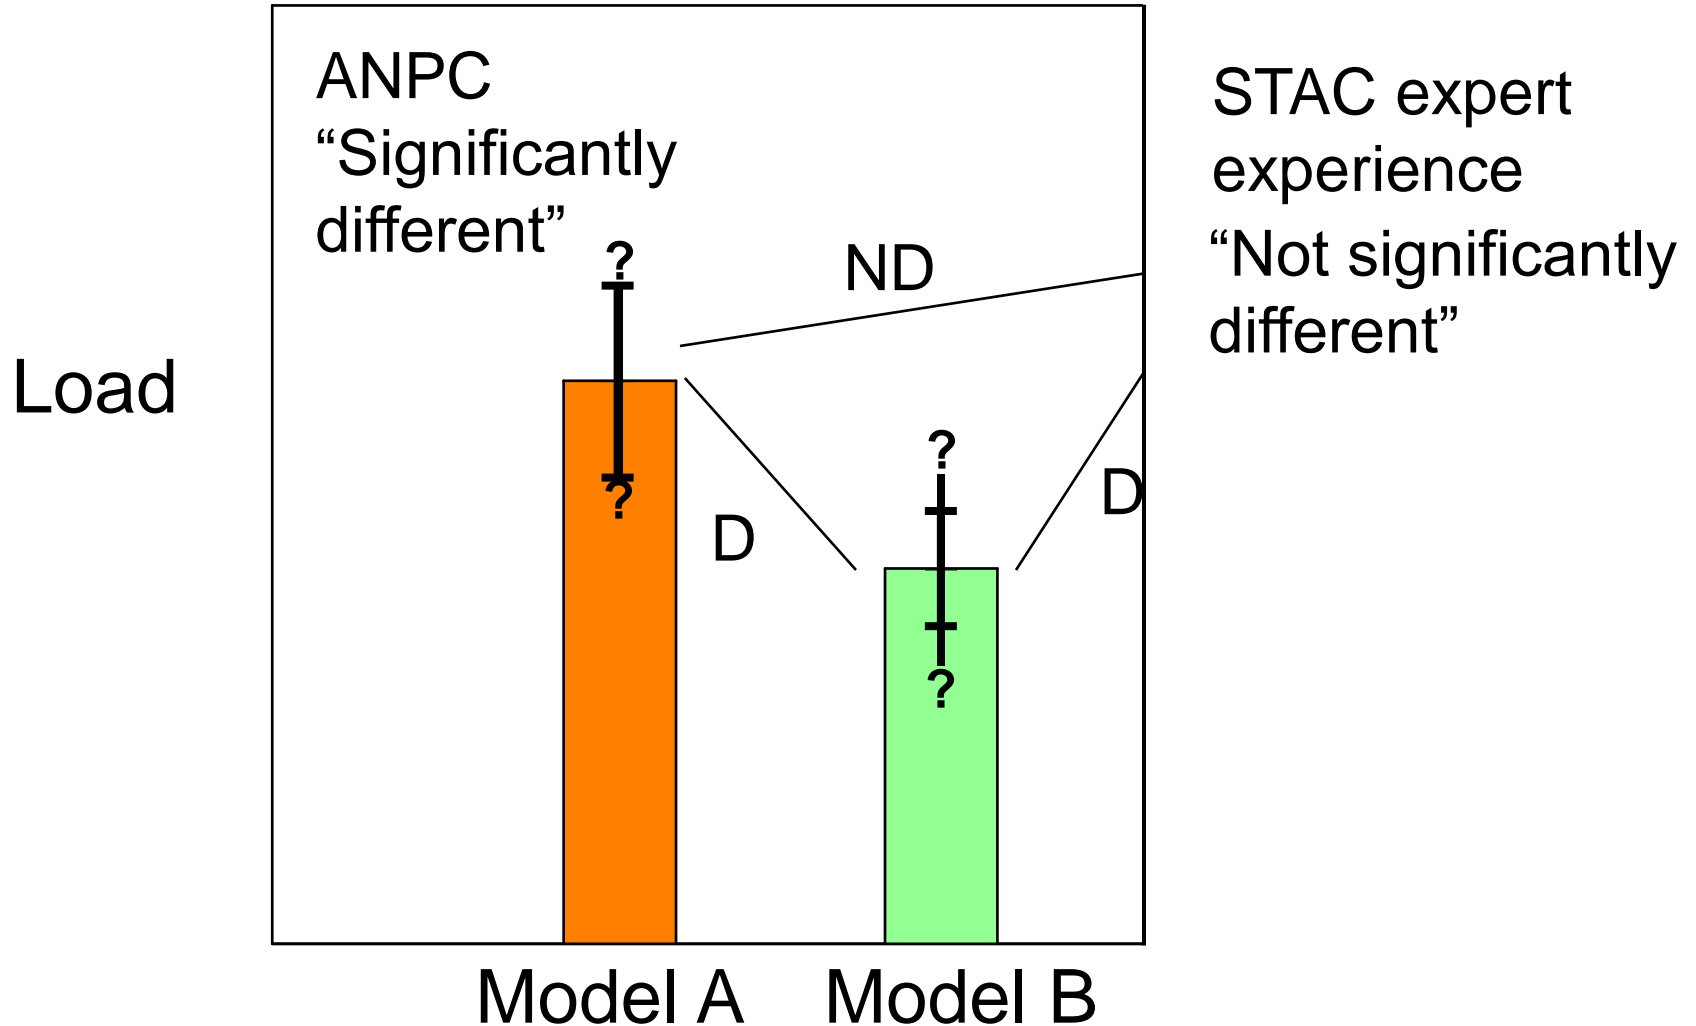 ANPC
“Significantly
different”
STAC expert
experience
“Not significantly
different”
Load
?
?
ND
?
?
D
D
Model A
Model B